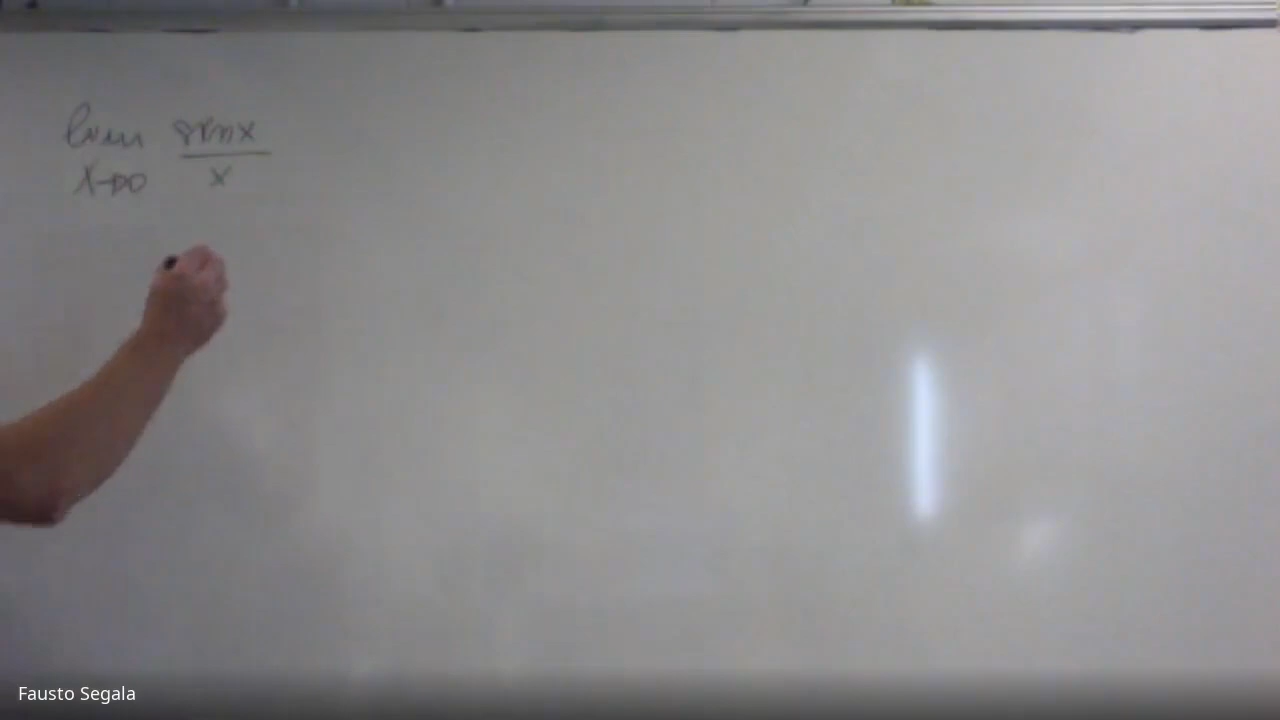 lim sen x / x
x→0
Fausto Segala